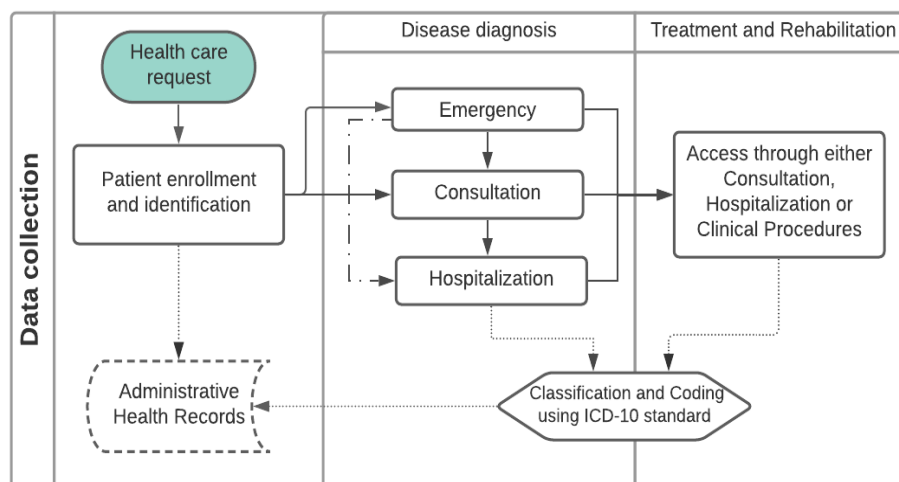 Data collection
Disease diagnosis
Treatment and Rehabilitation
Health care
request
Patient enrollment
and identification
Emergency
Consultation
Hospitalization
Access through either
Consultation,
Hospitalization or
Clinical Procedures
Administrative
Health Records
Classification and Coding
using ICD-10 standard